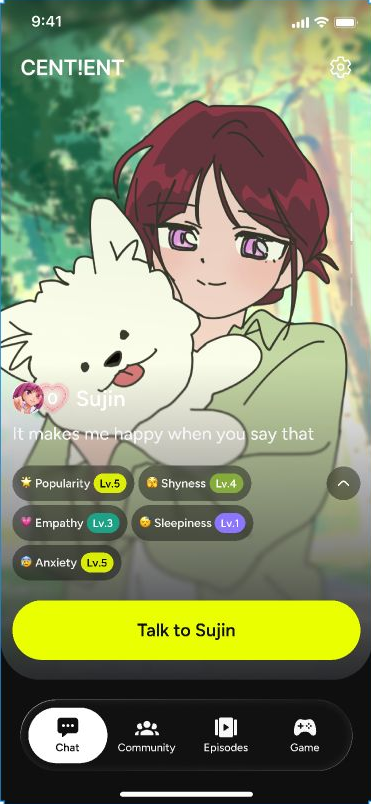 9:41
CENT!ENT
0 Sujin
It makes me happy when you say that
Popularity Lv.5 Shyness Lv.4
Empathy Lv.3 Sleepiness Lv.1
Anxiety Lv.5
Talk to Sujin
Chat Community Episodes Game